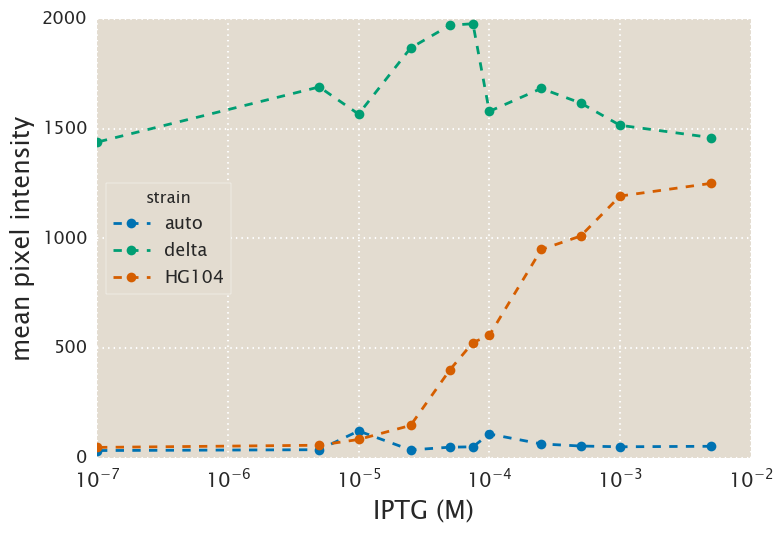 2000
1500
1000
500
0
mean pixel intensity
strain
auto
delta
HG104
10⁻⁷ 10⁻⁶ 10⁻⁵ 10⁻⁴ 10⁻³ 10⁻²
IPTG (M)